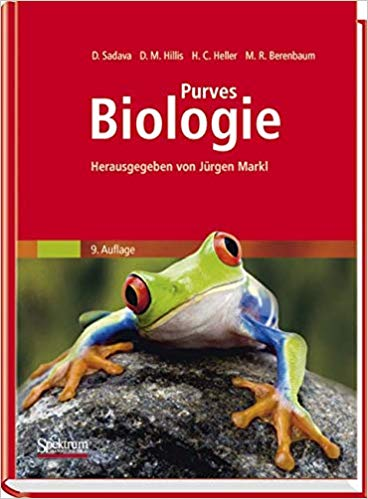 D. Sadava D. M. Hillis H. C. Heller M. R. Berenbaum
Purves
Biologie
Herausgegeben von Jürgen Markl
9. Auflage
Spektrum